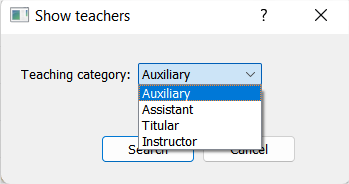 Show teachers
?
Teaching category: Auxiliary
Auxiliary
Assistant
Titular
Instructor
Search Cancel